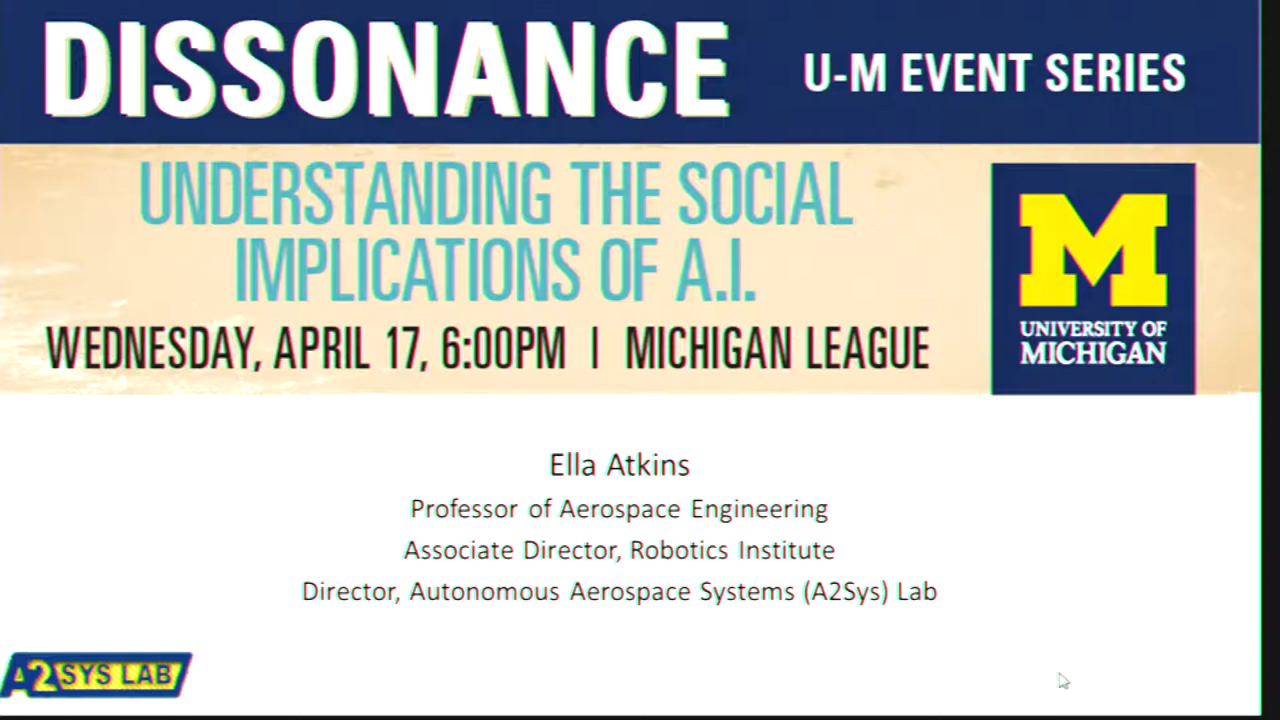 DISSONANCE U-M EVENT SERIES
UNDERSTANDING THE SOCIAL
IMPLICATIONS OF A.I.
WEDNESDAY, APRIL 17, 6:00PM | MICHIGAN LEAGUE
M
UNIVERSITY OF
MICHIGAN
Ella Atkins
Professor of Aerospace Engineering
Associate Director, Robotics Institute
Director, Autonomous Aerospace Systems (A2Sys) Lab
A2SYS LAB